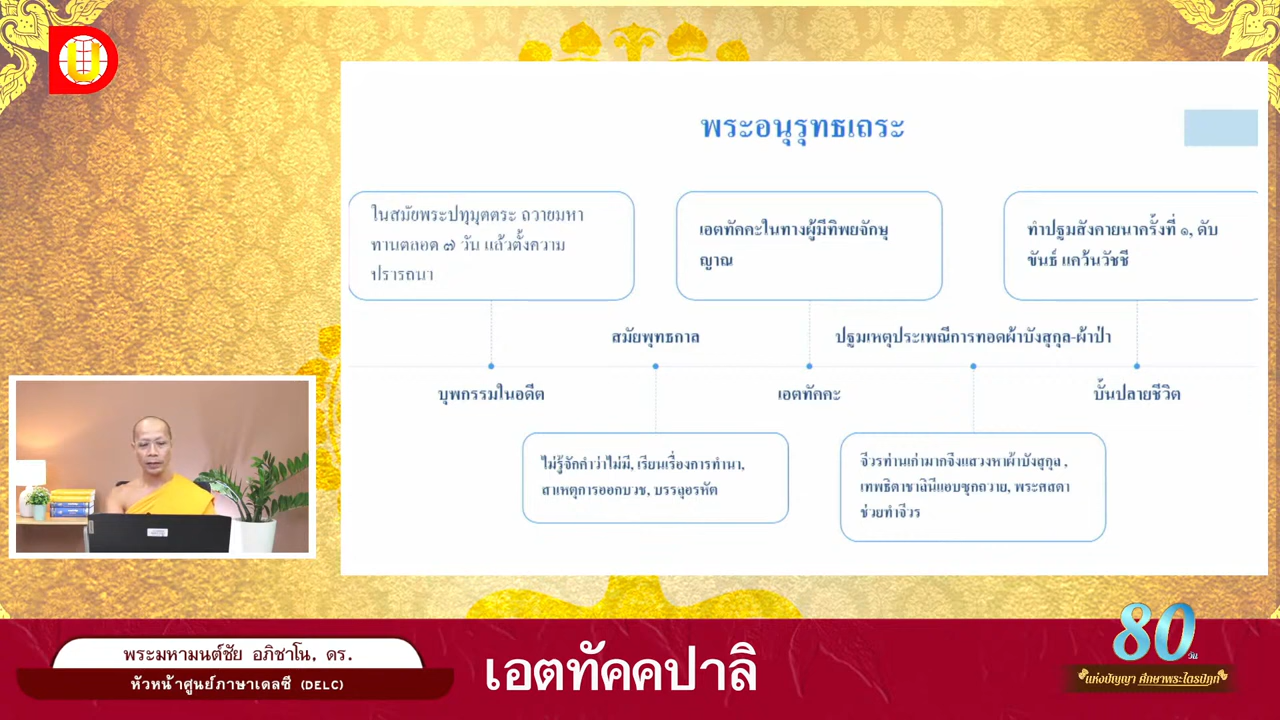 พระอนุรุทธเถระ
ในสมัยพระปทุมุตตระ ถวายมหา
ทานตลอด ๗ วัน แล้วตั้งความ
ปรารถนา
เอตทัคคะในทางผู้มีทิพยจักษุ
ญาณ
ทำปฐมสังคายนาครั้งที่ ๑, ดับ
ขันธ์ แคว้นวัชชี
สมัยพุทธกาล
ปฐมเหตุประเพณีการทอดผ้าบังสุกุล-ผ้าป่า
บุพกรรมในอดีต
เอตทัคคะ
บั้นปลายชีวิต
ไม่รู้จักคำว่าไม่มี, เรียนเรื่องการทำนา,
สาเหตุการออกบวช, บรรลุอรหัต
จีวรท่านเก่ามากจึงแสวงหาผ้าบังสุกุล ,
เทพธิดาชาลินีแอบซุกถวาย, พระศาสดา
ช่วยทำจีวร
พระมหามนต์ชัย อภิชาโน, ดร.
หัวหน้าศูนย์ภาษาเดลซี (DELC)
เอตทัคคปาลิ
80
วัน
แห่งปัญญา ศึกษาพระไตรปิฎก